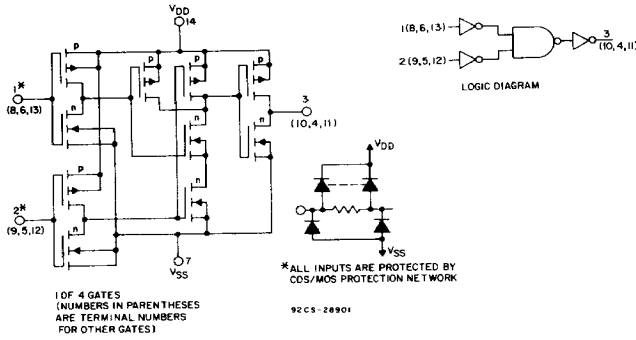 VDD
14
p
p
p
p
1*
(8,6,13)
n
n
n
3
(10,4,11)
p
2*
(9,5,12)
n
n
7
VSS
1 OF 4 GATES
(NUMBERS IN PARENTHESES
ARE TERMINAL NUMBERS
FOR OTHER GATES)
1(8,6,13)
2(9,5,12)
3
(10,4,11)
LOGIC DIAGRAM
VDD
VSS
*ALL INPUTS ARE PROTECTED BY
COS/MOS PROTECTION NETWORK
92CS-28901